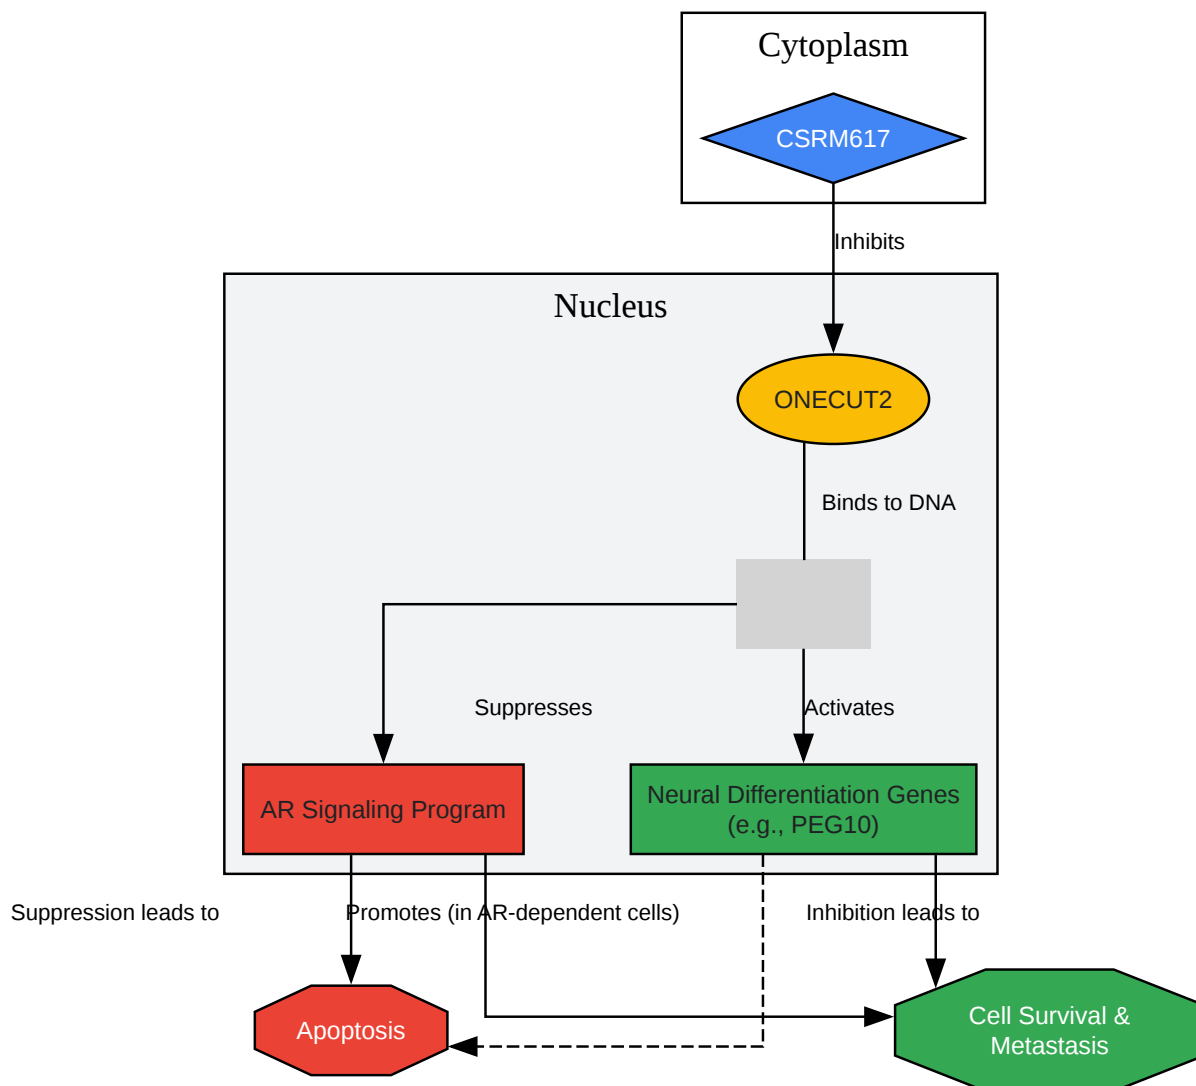 Cytoplasm
CSRM617
Inhibits
Nucleus
ONECUT2
Binds to DNA
Suppresses
Activates
AR Signaling Program
Neural Differentiation Genes
(e.g., PEG10)
Suppression leads to
Promotes (in AR-dependent cells)
Inhibition leads to
Apoptosis
Cell Survival &
Metastasis